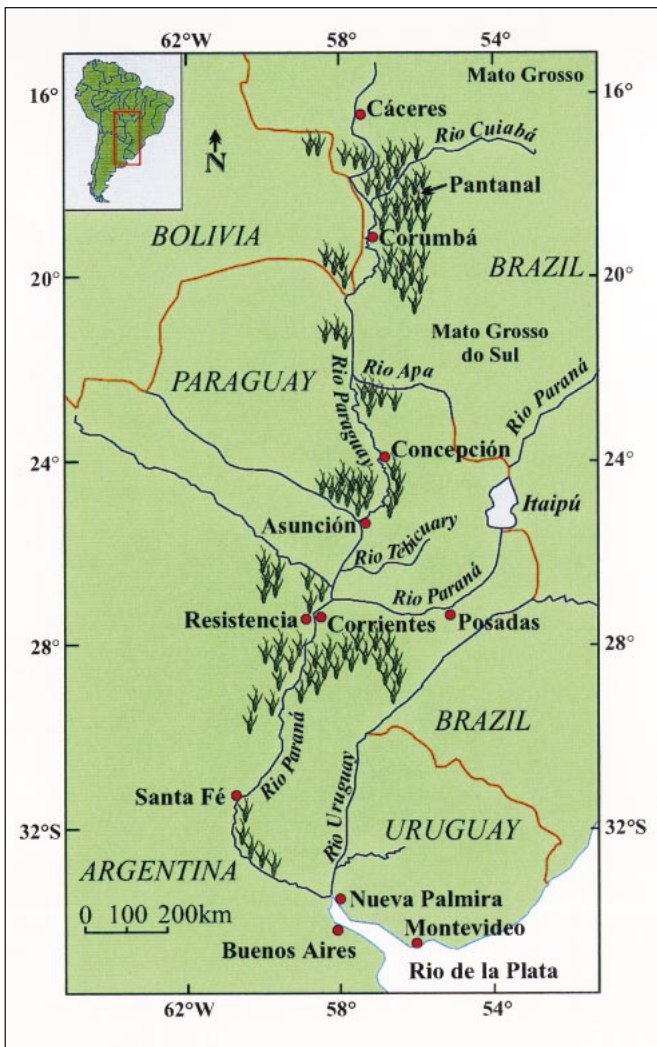 62°W 58° 54°
Mato Grosso
16° 16°
Cáceres
Rio Cuiabá
N
Pantanal
BOLIVIA
Corumbá
BRAZIL
20° 20°
Mato Grosso
do Sul
Rio Apa
PARAGUAY
Rio Paraguay
Rio Paraná
Concepción
24° 24°
Itaipú
Asunción
Rio Tebicuary
Rio Paraná
Resistencia
Corrientes
Posadas
28° 28°
BRAZIL
Rio Paraná
Santa Fé
Rio Uruguay
32°S 32°S
URUGUAY
ARGENTINA
Nueva Palmira
0 100 200km
Montevideo
Buenos Aires
Rio de la Plata
62°W 58° 54°